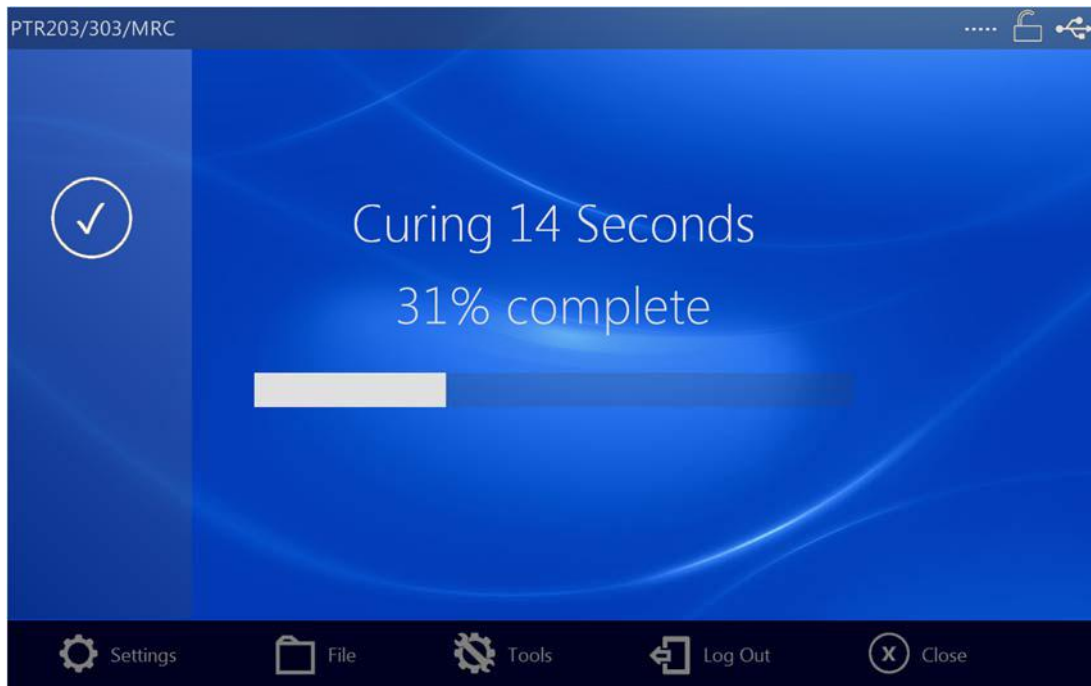 PTR203/303/MRC
Curing 14 Seconds
31% complete
Settings File Tools Log Out X Close